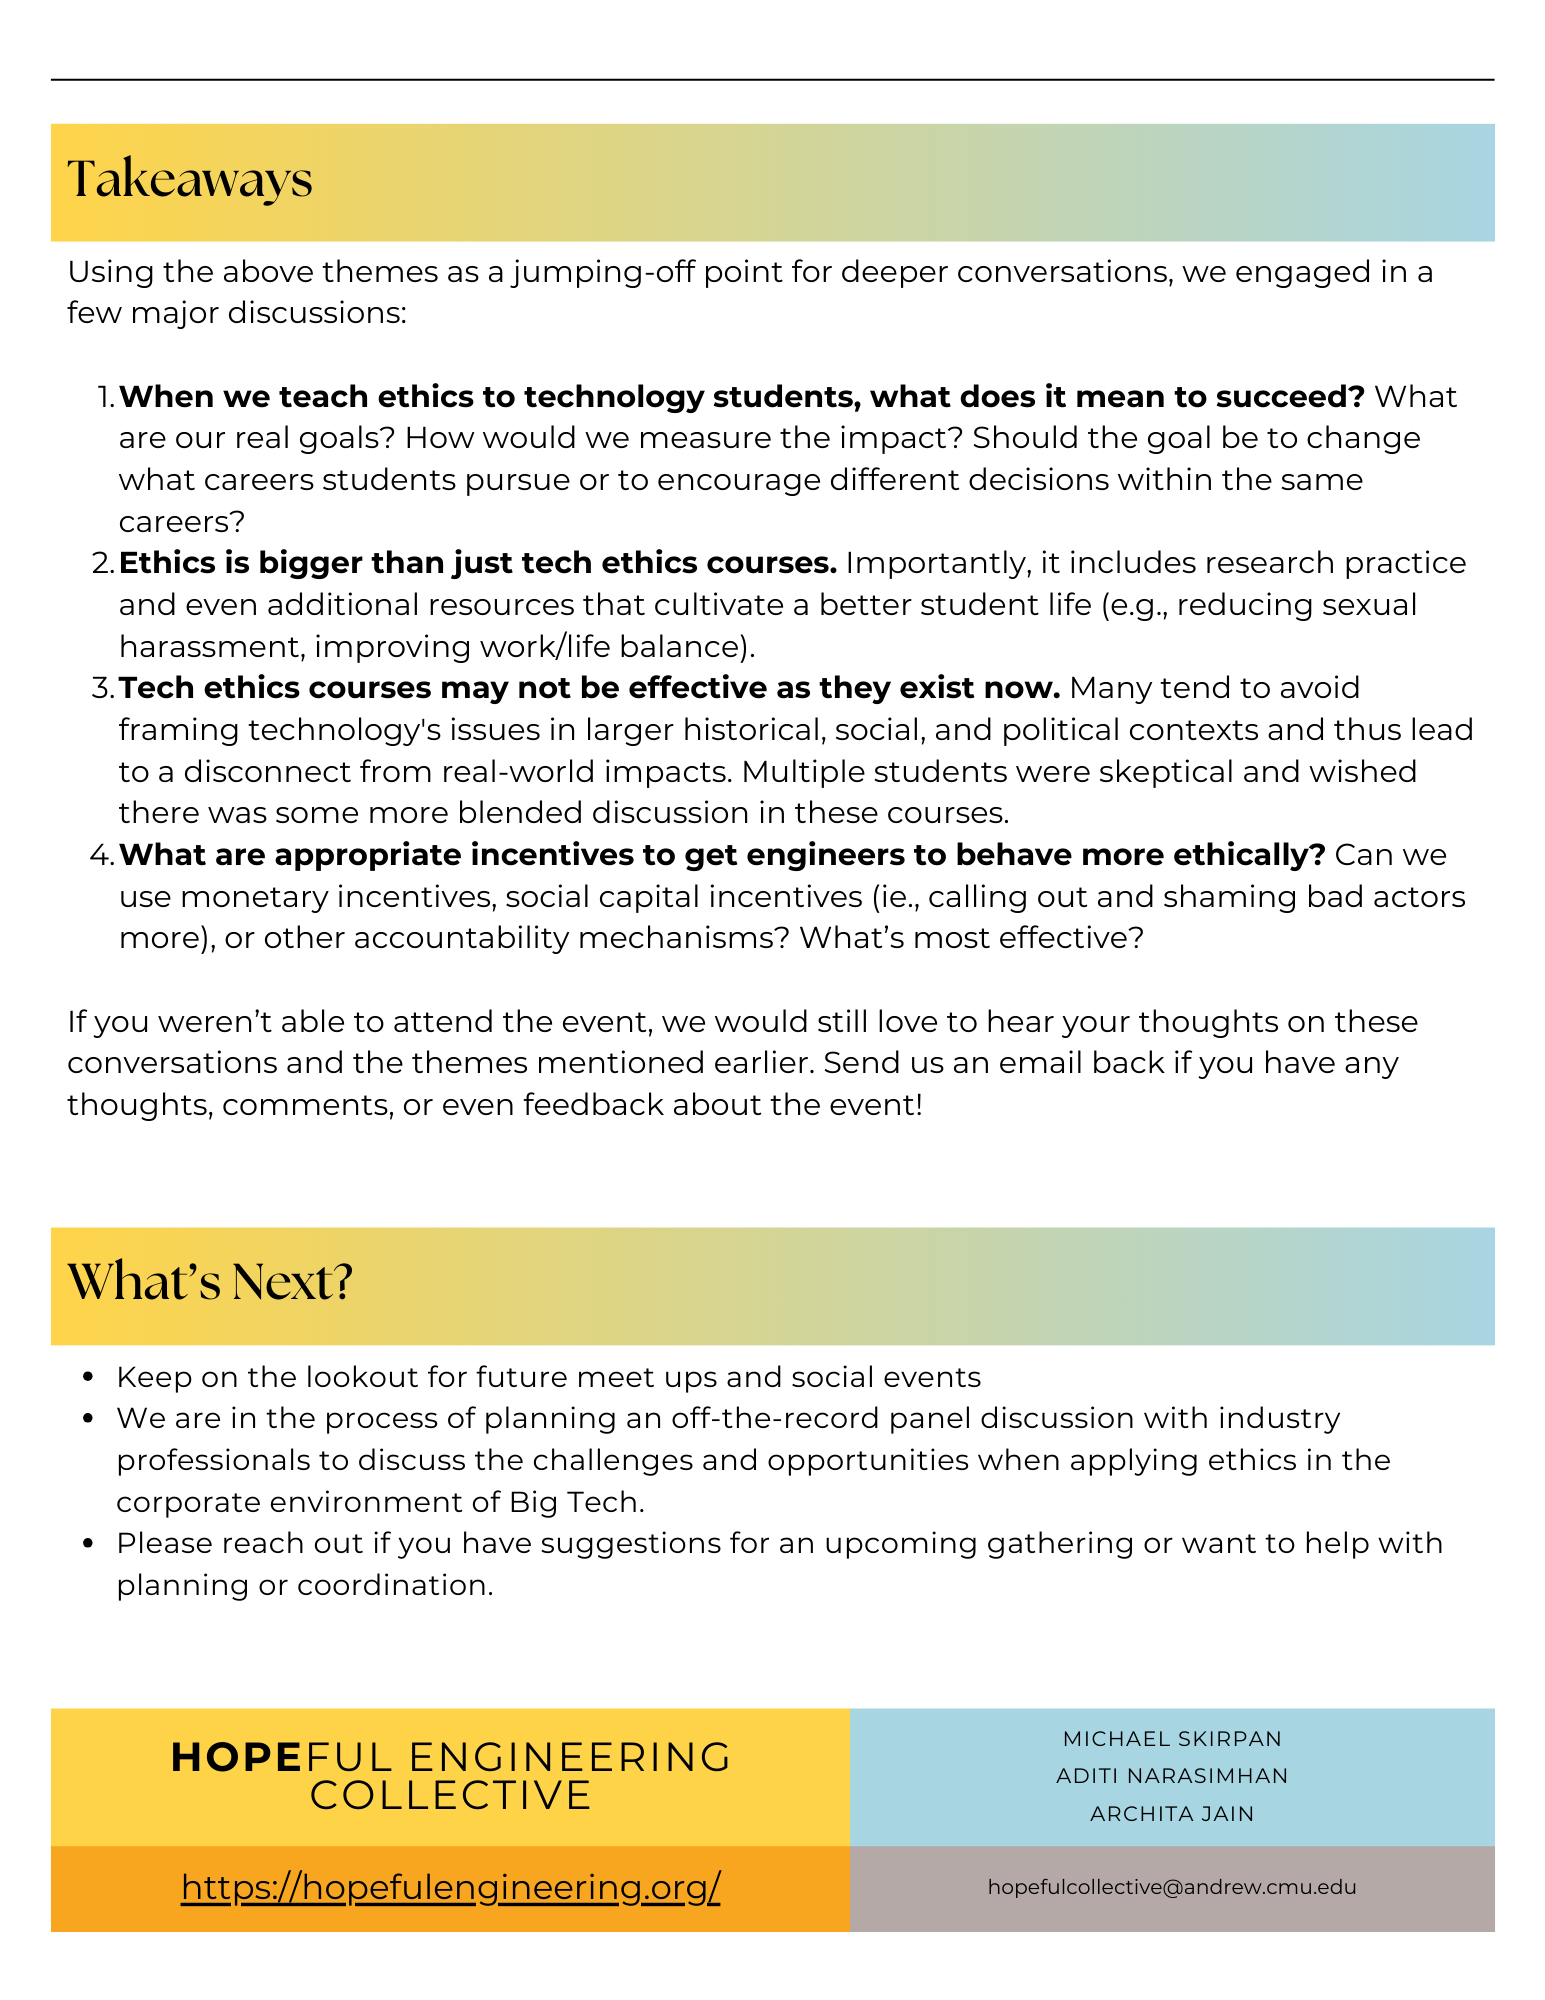 Takeaways
Using the above themes as a jumping-off point for deeper conversations, we engaged in a
few major discussions:
1. When we teach ethics to technology students, what does it mean to succeed? What
are our real goals? How would we measure the impact? Should the goal be to change
what careers students pursue or to encourage different decisions within the same
careers?
2. Ethics is bigger than just tech ethics courses. Importantly, it includes research practice
and even additional resources that cultivate a better student life (e.g., reducing sexual
harassment, improving work/life balance).
3. Tech ethics courses may not be effective as they exist now. Many tend to avoid
framing technology's issues in larger historical, social, and political contexts and thus lead
to a disconnect from real-world impacts. Multiple students were skeptical and wished
there was some more blended discussion in these courses.
4. What are appropriate incentives to get engineers to behave more ethically? Can we
use monetary incentives, social capital incentives (ie., calling out and shaming bad actors
more), or other accountability mechanisms? What’s most effective?
If you weren’t able to attend the event, we would still love to hear your thoughts on these
conversations and the themes mentioned earlier. Send us an email back if you have any
thoughts, comments, or even feedback about the event!
What’s Next?
• Keep on the lookout for future meet ups and social events
• We are in the process of planning an off-the-record panel discussion with industry
professionals to discuss the challenges and opportunities when applying ethics in the
corporate environment of Big Tech.
• Please reach out if you have suggestions for an upcoming gathering or want to help with
planning or coordination.
HOPEFUL ENGINEERING
COLLECTIVE
https://hopefulengineering.org/
MICHAEL SKIRPAN
ADITI NARASIMHAN
ARCHITA JAIN
hopefulcollective@andrew.cmu.edu